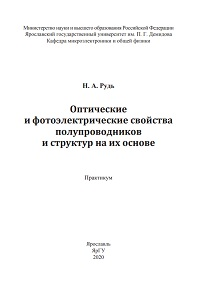 Министерство науки и высшего образования Российской Федерации
Ярославский государственный университет им. П. Г. Демидова
Кафедра микроэлектроники и общей физики
Н. А. Рудь
Оптические
и фотоэлектрические свойства
полупроводников
и структур на их основе
Практикум
Ярославль
ЯрГУ
2020